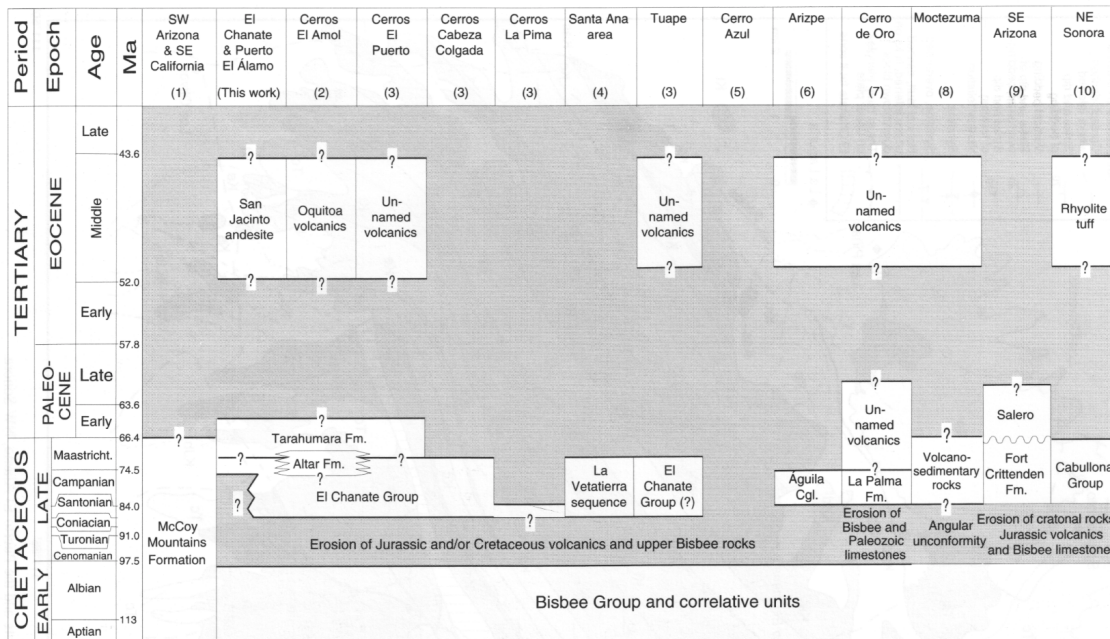 Period
Epoch
Age
Ma
SW
Arizona
& SE
California
(1)
El
Chanate
& Puerto
El Álamo
(This work)
Cerros
El Amol
(2)
Cerros
El
Puerto
(3)
Cerros
Cabeza
Colgada
(3)
Cerros
La Pima
(3)
Santa Ana
area
(4)
Tuape
(3)
Cerro
Azul
(5)
Arizpe
(6)
Cerro
de Oro
(7)
Moctezuma
(8)
SE
Arizona
(9)
NE
Sonora
(10)
TERTIARY
EOCENE
Late
43.6
Middle
52.0
Early
57.8
PALEO-
CENE
Late
63.6
Early
66.4
CRETACEOUS
LATE
Maastricht.
74.5
Campanian
Santonian
84.0
Coniacian
91.0
Turonian
Cenomanian
97.5
EARLY
Albian
113
Aptian
?
?
?
?
?
?
San
Jacinto
andesite
Oquitoa
volcanics
Un-
named
volcanics
Un-
named
volcanics
Un-
named
volcanics
Rhyolite
tuff
?
?
?
?
?
?
?
?
?
Un-
named
volcanics
Salero
?
?
?
Tarahumara Fm.
?
?
Altar Fm.
?
El Chanate Group
?
?
La
Vetatierra
sequence
El
Chanate
Group (?)
Águila
Cgl.
?
La Palma
Fm.
Volcano-
sedimentary
rocks
?
Fort
Crittenden
Fm.
Cabullona
Group
McCoy
Mountains
Formation
Erosion of Jurassic and/or Cretaceous volcanics and upper Bisbee rocks
Erosion of
Bisbee and
Paleozoic
limestones
Angular
unconformity
Erosion of cratonal rocks,
Jurassic volcanics
and Bisbee limestone
Bisbee Group and correlative units